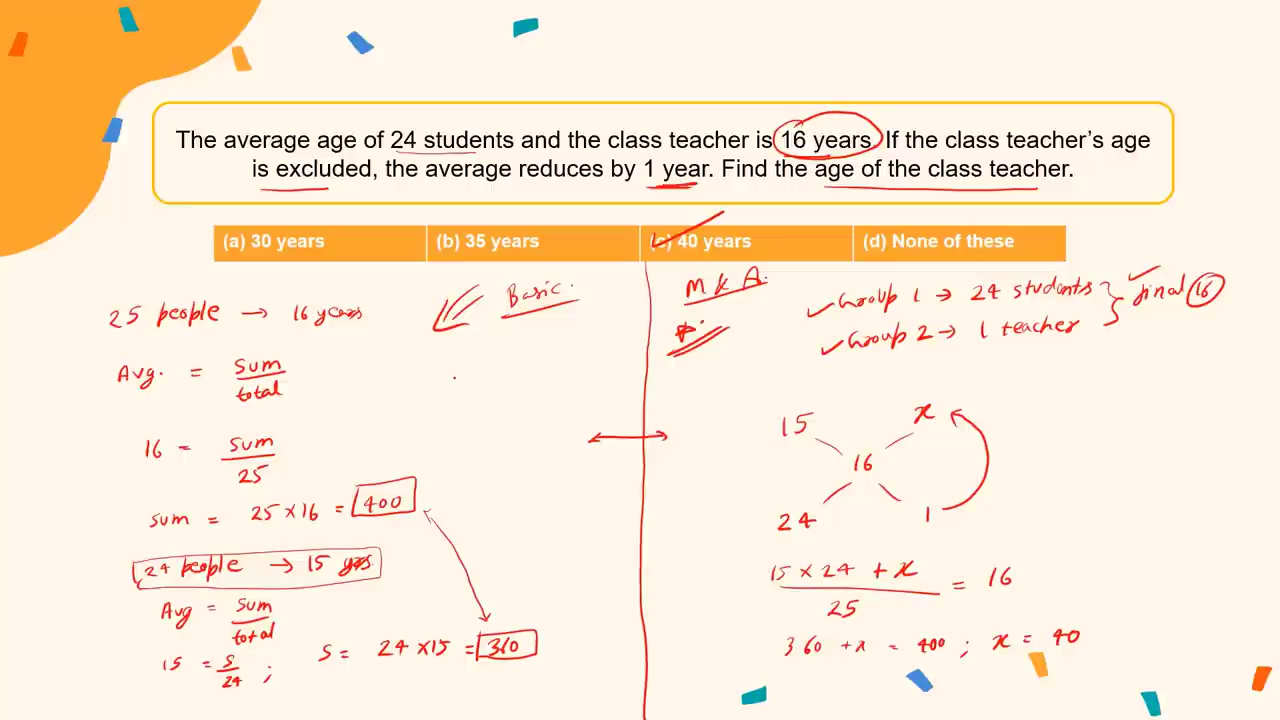 The average age of 24 students and the class teacher is 16 years. If the class teacher's age
is excluded, the average reduces by 1 year. Find the age of the class teacher.
(a) 30 years
(b) 35 years
(c) 40 years
(d) None of these
25 people → 16 years
Basic.
Avg. = sum/total
16 = sum/25
sum = 25 × 16 = 400
24 people → 15 yrs
Avg = sum/total
15 = S/24 ;
S = 24 × 15 = 360
M & A.
Group 1 → 24 students
Group 2 → 1 teacher
final 16
15 x
16
24 1
15 × 24 + x / 25 = 16
360 + x = 400 ; x = 40